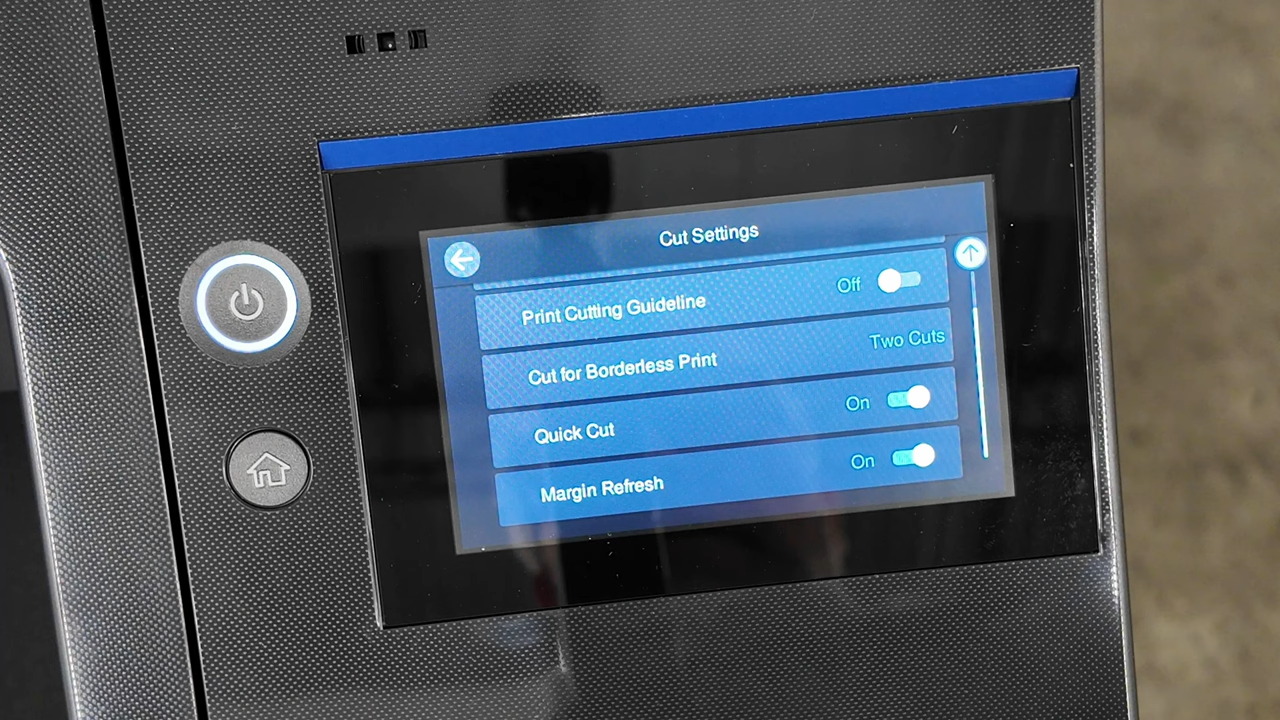 Cut Settings
Print Cutting Guideline Off
Cut for Borderless Print Two Cuts
Quick Cut On
Margin Refresh On